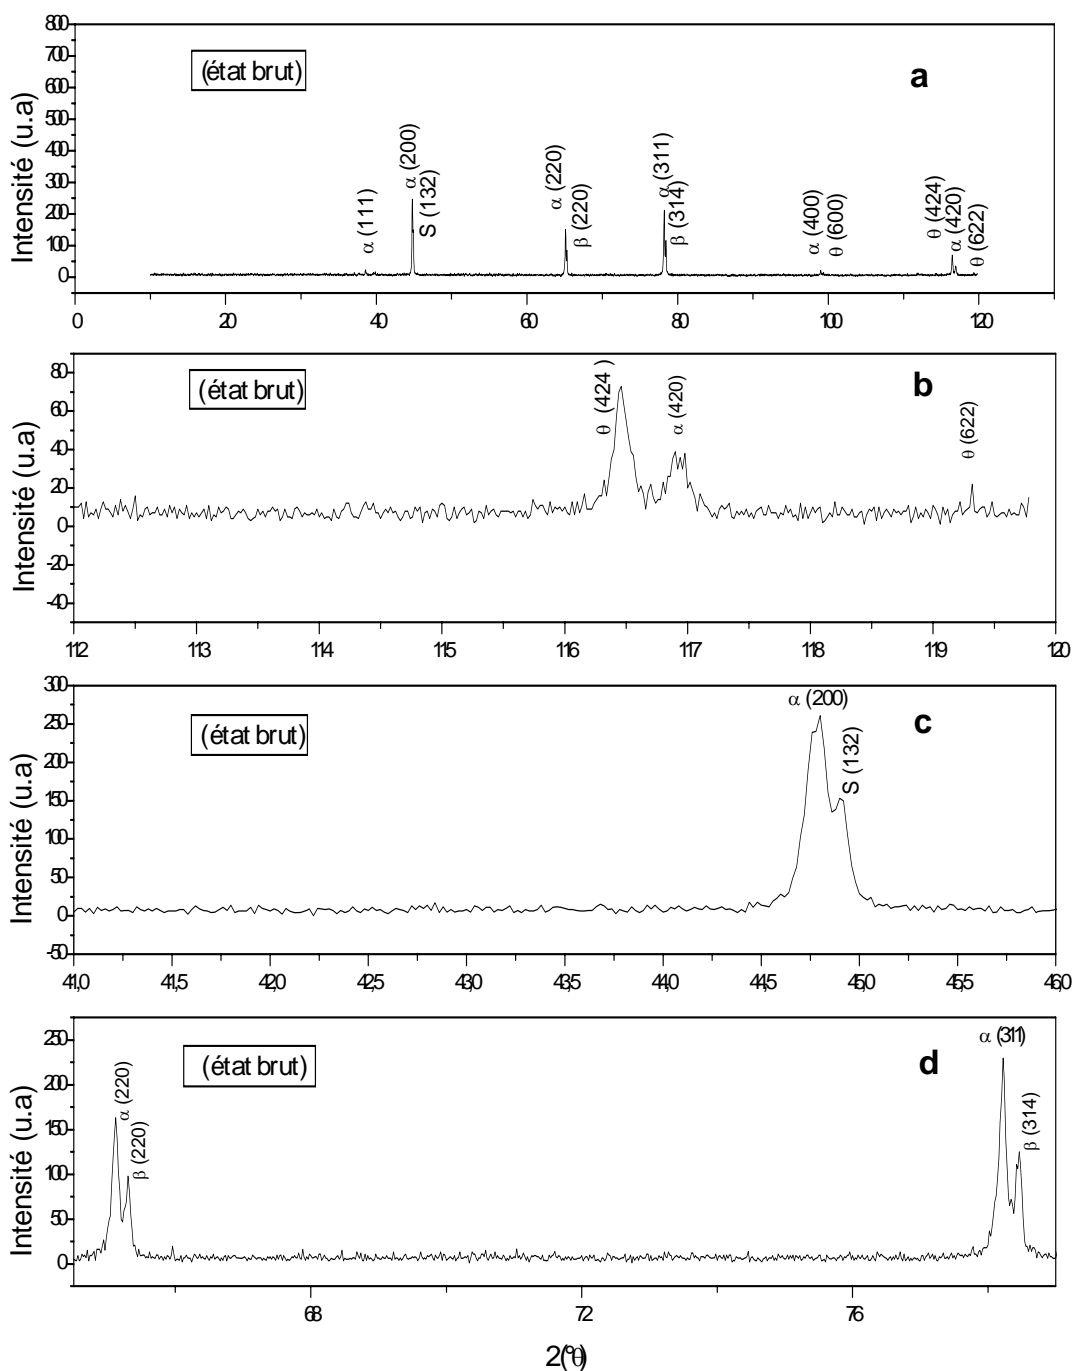 800
700
600
500
400
300
200
100
0
Intensité (u.a)
(état brut)
a
α (111)
α (200)
S (132)
α (220)
β (220)
α (311)
β (314)
α (400)
θ (600)
θ (424)
α (420)
θ (622)
0 20 40 60 80 100 120
80
60
40
20
0
-20
-40
Intensité (u.a)
(état brut)
b
θ (424)
α (420)
θ (622)
112 113 114 115 116 117 118 119 120
300
250
200
150
100
50
0
-50
Intensité (u.a)
(état brut)
c
α (200)
S (132)
41,0 41,5 42,0 42,5 43,0 43,5 44,0 44,5 45,0 45,5 46,0
250
200
150
100
50
0
Intensité (u.a)
(état brut)
d
α (220)
β (220)
α (311)
β (314)
68 72 76
2(°θ)